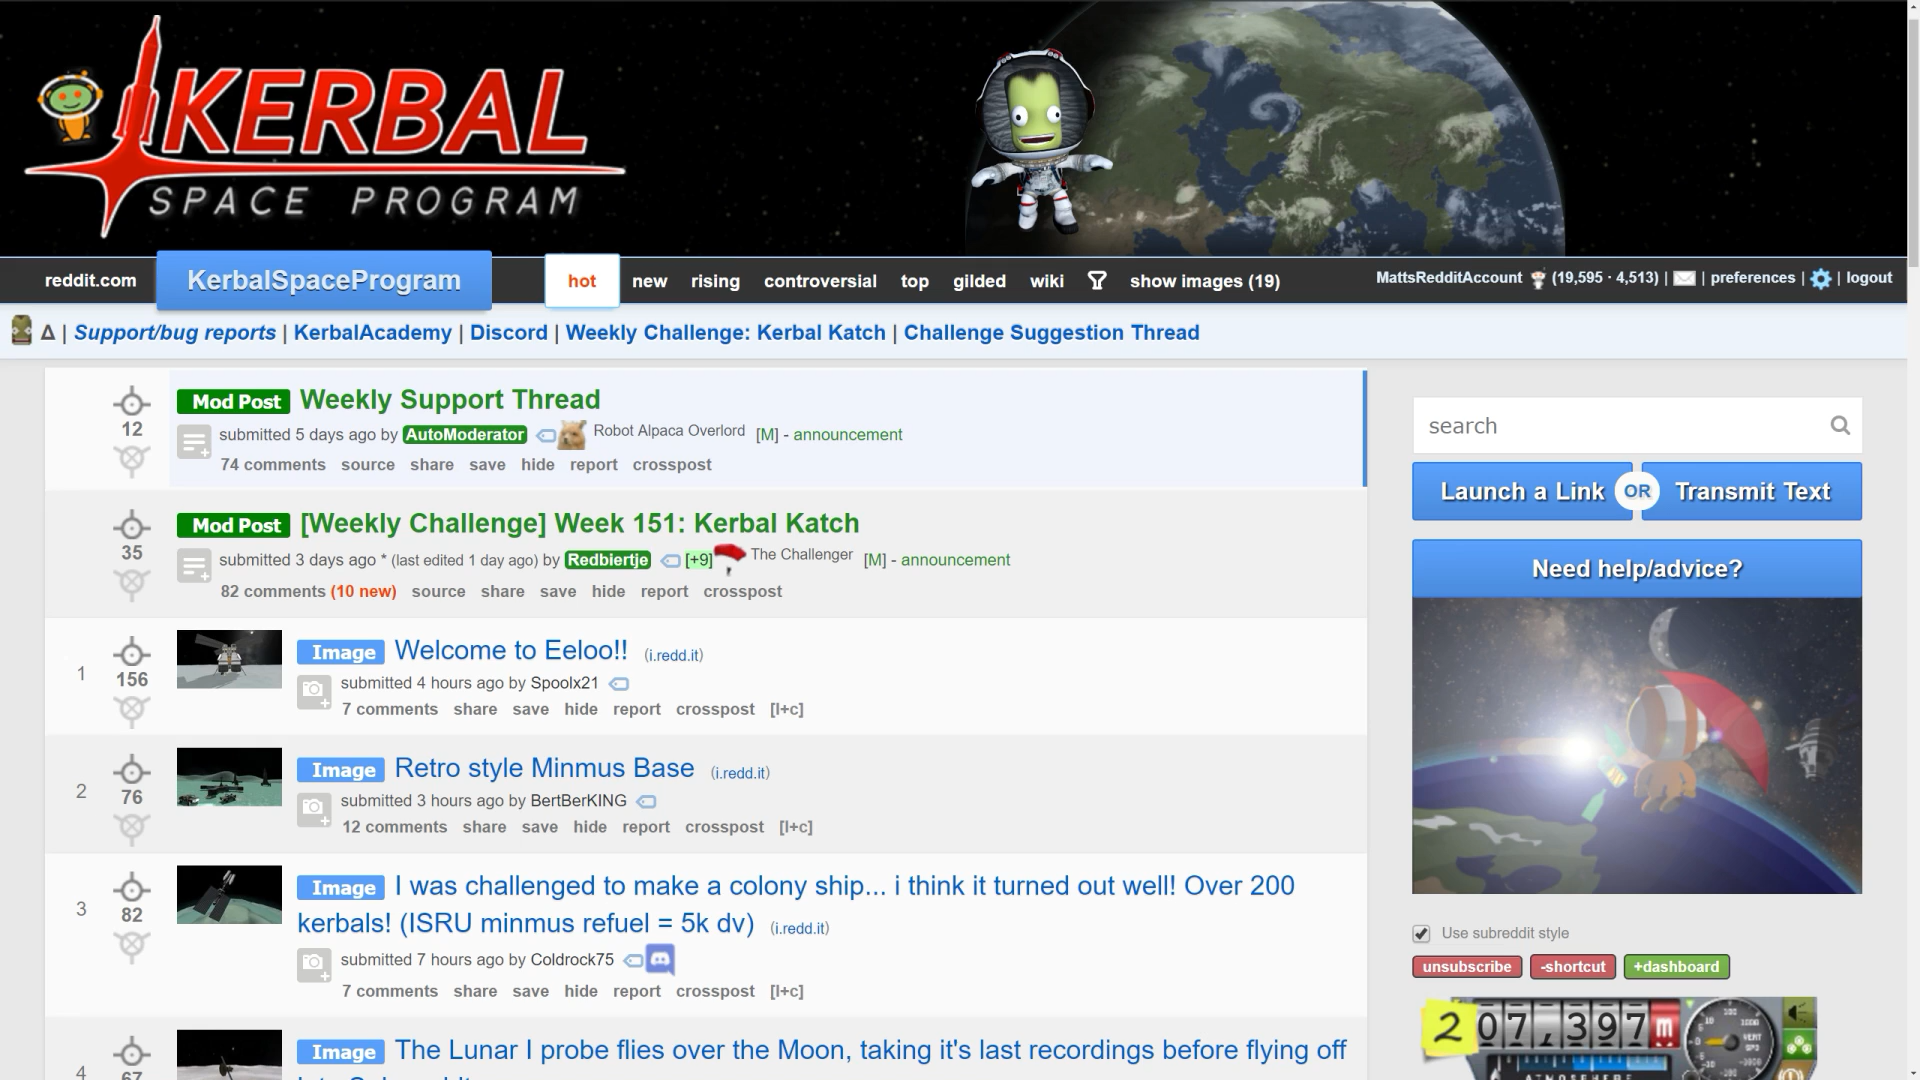 KERBAL
SPACE PROGRAM
reddit.com KerbalSpaceProgram hot new rising controversial top gilded wiki show images (19) MattsRedditAccount (19,595 · 4,513) | | preferences | | logout
Δ | Support/bug reports | KerbalAcademy | Discord | Weekly Challenge: Kerbal Katch | Challenge Suggestion Thread
12
Mod Post Weekly Support Thread
submitted 5 days ago by AutoModerator Robot Alpaca Overlord [M] - announcement
74 comments source share save hide report crosspost
35
Mod Post [Weekly Challenge] Week 151: Kerbal Katch
submitted 3 days ago * (last edited 1 day ago) by Redbiertje [+9] The Challenger [M] - announcement
82 comments (10 new) source share save hide report crosspost
1
156
Image Welcome to Eeloo!! (i.redd.it)
submitted 4 hours ago by Spoolx21
7 comments share save hide report crosspost [l+c]
2
76
Image Retro style Minmus Base (i.redd.it)
submitted 3 hours ago by BertBerKING
12 comments share save hide report crosspost [l+c]
3
82
Image I was challenged to make a colony ship... i think it turned out well! Over 200
kerbals! (ISRU minmus refuel = 5k dv) (i.redd.it)
submitted 7 hours ago by Coldrock75
7 comments share save hide report crosspost [l+c]
4
67
Image The Lunar I probe flies over the Moon, taking it's last recordings before flying off
search
Launch a Link OR Transmit Text
Need help/advice?
Use subreddit style
unsubscribe -shortcut +dashboard
207,397m
ATMOSPHERE